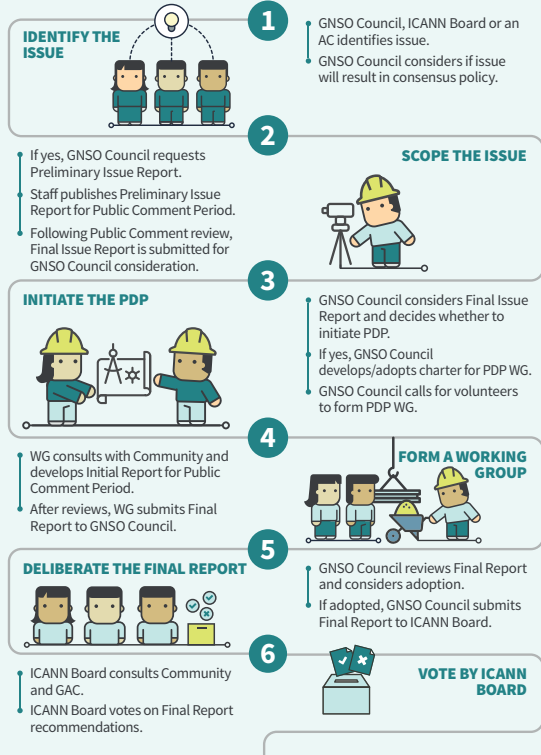 1
IDENTIFY THE
ISSUE
GNSO Council, ICANN Board or an
AC identifies issue.
GNSO Council considers if issue
will result in consensus policy.
2
SCOPE THE ISSUE
If yes, GNSO Council requests
Preliminary Issue Report.
Staff publishes Preliminary Issue
Report for Public Comment Period.
Following Public Comment review,
Final Issue Report is submitted for
GNSO Council consideration.
3
INITIATE THE PDP
GNSO Council considers Final Issue
Report and decides whether to
initiate PDP.
If yes, GNSO Council
develops/adopts charter for PDP WG.
GNSO Council calls for volunteers
to form PDP WG.
4
FORM A WORKING
GROUP
WG consults with Community and
develops Initial Report for Public
Comment Period.
After reviews, WG submits Final
Report to GNSO Council.
5
DELIBERATE THE FINAL REPORT
GNSO Council reviews Final Report
and considers adoption.
If adopted, GNSO Council submits
Final Report to ICANN Board.
6
VOTE BY ICANN
BOARD
ICANN Board consults Community
and GAC.
ICANN Board votes on Final Report
recommendations.